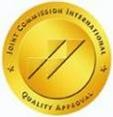 JOINT COMMISSION INTERNATIONAL
QUALITY APPROVAL